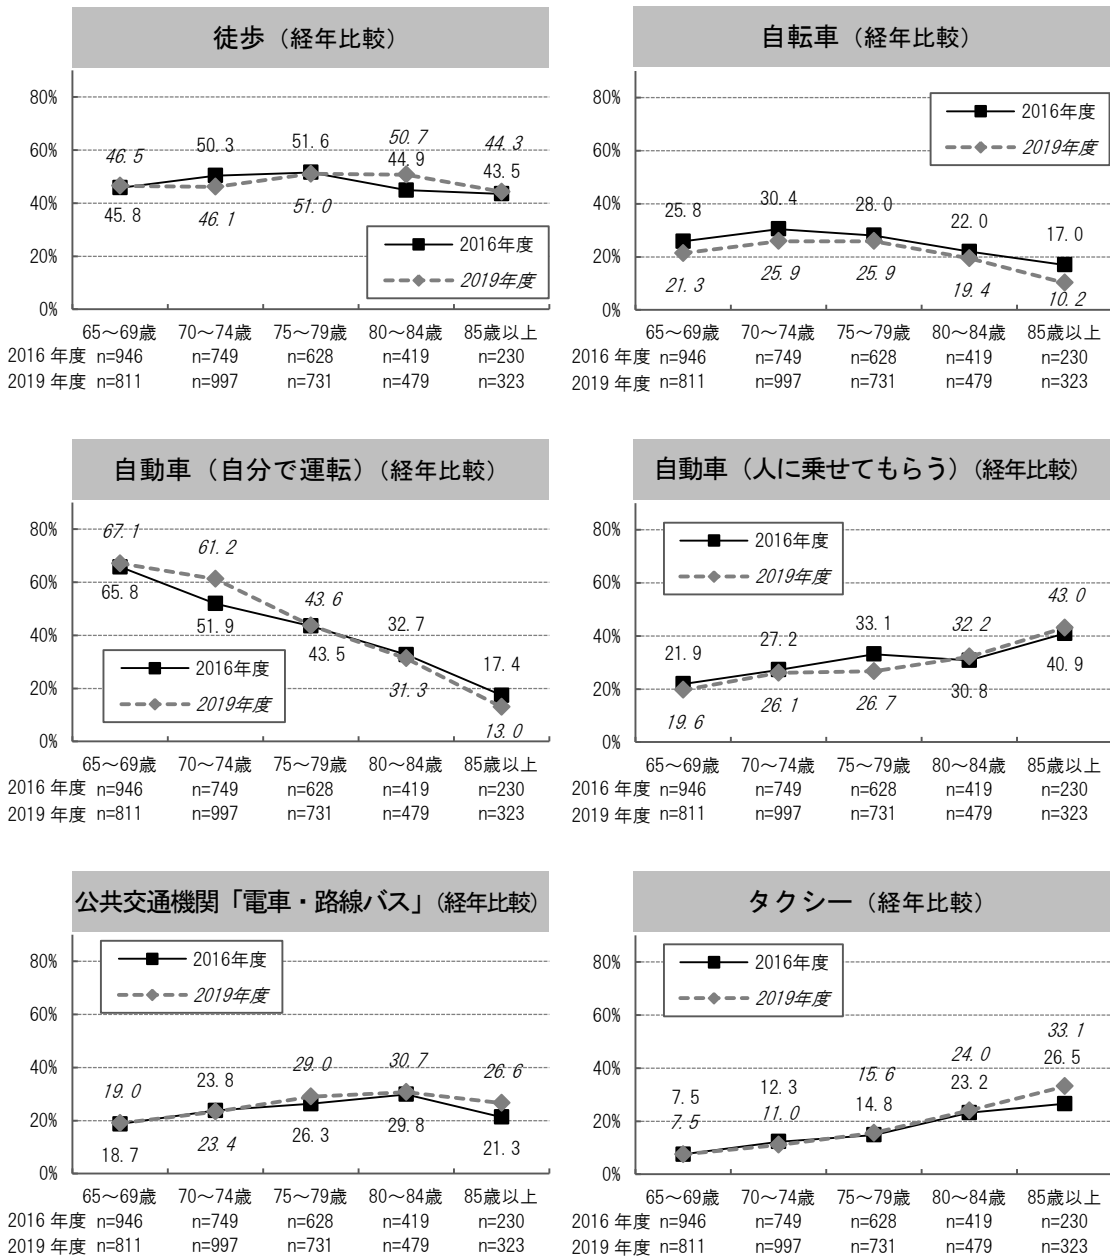 徒歩（経年比較）
80%
60%
40%
20%
0%
46.5
50.3
51.6
50.7
44.3
44.9
43.5
45.8
46.1
51.0
2016年度
2019年度
65～69歳 70～74歳 75～79歳 80～84歳 85歳以上
2016 年度 n=946 n=749 n=628 n=419 n=230
2019 年度 n=811 n=997 n=731 n=479 n=323
自転車（経年比較）
80%
60%
40%
20%
0%
2016年度
2019年度
25.8
30.4
28.0
22.0
17.0
21.3
25.9
25.9
19.4
10.2
65～69歳 70～74歳 75～79歳 80～84歳 85歳以上
2016 年度 n=946 n=749 n=628 n=419 n=230
2019 年度 n=811 n=997 n=731 n=479 n=323
自動車（自分で運転）（経年比較）
80%
60%
40%
20%
0%
67.1
61.2
43.6
32.7
17.4
65.8
51.9
43.5
31.3
13.0
2016年度
2019年度
65～69歳 70～74歳 75～79歳 80～84歳 85歳以上
2016 年度 n=946 n=749 n=628 n=419 n=230
2019 年度 n=811 n=997 n=731 n=479 n=323
自動車（人に乗せてもらう）（経年比較）
80%
60%
40%
20%
0%
2016年度
2019年度
21.9
27.2
33.1
32.2
43.0
19.6
26.1
26.7
30.8
40.9
65～69歳 70～74歳 75～79歳 80～84歳 85歳以上
2016 年度 n=946 n=749 n=628 n=419 n=230
2019 年度 n=811 n=997 n=731 n=479 n=323
公共交通機関「電車・路線バス」（経年比較）
80%
60%
40%
20%
0%
2016年度
2019年度
19.0
23.8
29.0
30.7
26.6
18.7
23.4
26.3
29.8
21.3
65～69歳 70～74歳 75～79歳 80～84歳 85歳以上
2016 年度 n=946 n=749 n=628 n=419 n=230
2019 年度 n=811 n=997 n=731 n=479 n=323
タクシー（経年比較）
80%
60%
40%
20%
0%
2016年度
2019年度
7.5
12.3
15.6
24.0
33.1
7.5
11.0
14.8
23.2
26.5
65～69歳 70～74歳 75～79歳 80～84歳 85歳以上
2016 年度 n=946 n=749 n=628 n=419 n=230
2019 年度 n=811 n=997 n=731 n=479 n=323